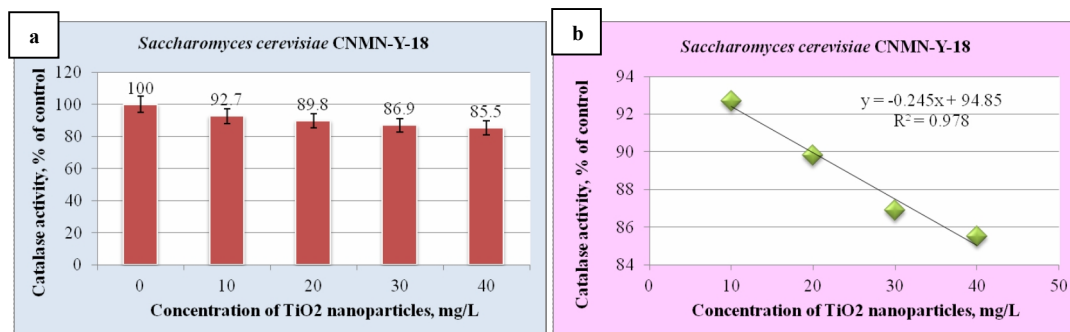 a
Saccharomyces cerevisiae CNMN-Y-18
Catalase activity, % of control
120
100
80
60
40
20
0
100
92.7
89.8
86.9
85.5
0 10 20 30 40
Concentration of TiO2 nanoparticles, mg/L
b
Saccharomyces cerevisiae CNMN-Y-18
Catalase activity, % of control
94
92
90
88
86
84
y = -0.245x + 94.85
R² = 0.978
0 10 20 30 40 50
Concentration of TiO2 nanoparticles, mg/L